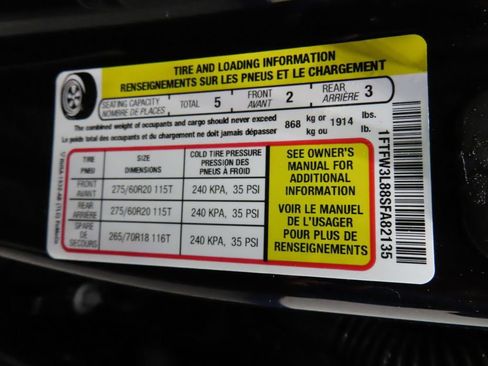 TIRE AND LOADING INFORMATION
RENSEIGNEMENTS SUR LES PNEUS ET LE CHARGEMENT
SEATING CAPACITY
NOMBRE DE PLACES
TOTAL 5
FRONT
AVANT
2
REAR
ARRIÈRE
3
The combined weight of occupants and cargo should never exceed 868 kg or 1914 lbs.
Le poids total des occupants et du chargement ne doit jamais dépasser kg ou lb.
TIRE
PNEU
SIZE
DIMENSIONS
COLD TIRE PRESSURE
PRESSION DES
PNEUS À FROID
FRONT
AVANT
275/60R20 115T
240 KPA, 35 PSI
REAR
ARRIÈRE
275/60R20 115T
240 KPA, 35 PSI
SPARE
DE
SECOURS
265/70R18 116T
240 KPA, 35 PSI
SEE OWNER'S
MANUAL FOR
ADDITIONAL
INFORMATION
VOIR LE MANUEL
DE L'USAGER
POUR PLUS DE
RENSEIGNEMENTS
1FTFW3L88SFA82135